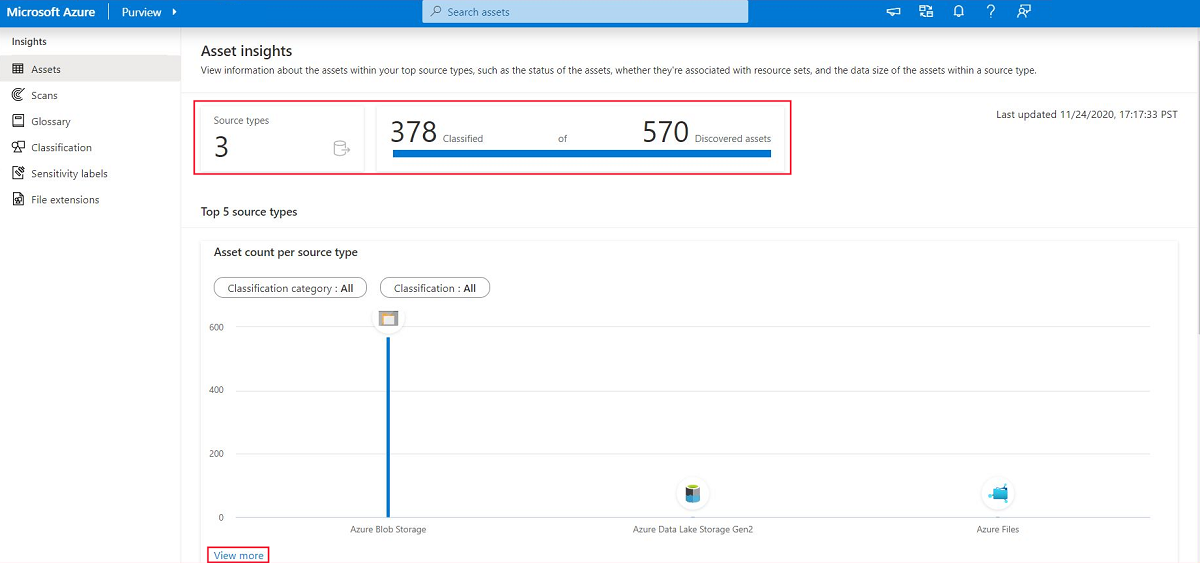 Microsoft Azure Purview Search assets
Insights
Assets
Scans
Glossary
Classification
Sensitivity labels
File extensions
Asset insights
View information about the assets within your top source types, such as the status of the assets, whether they're associated with resource sets, and the data size of the assets within a source type.
Last updated 11/24/2020, 17:17:33 PST
Source types
3
378 Classified of 570 Discovered assets
Top 5 source types
Asset count per source type
Classification category : All Classification : All
600
400
200
0
Azure Blob Storage Azure Data Lake Storage Gen2 Azure Files
View more